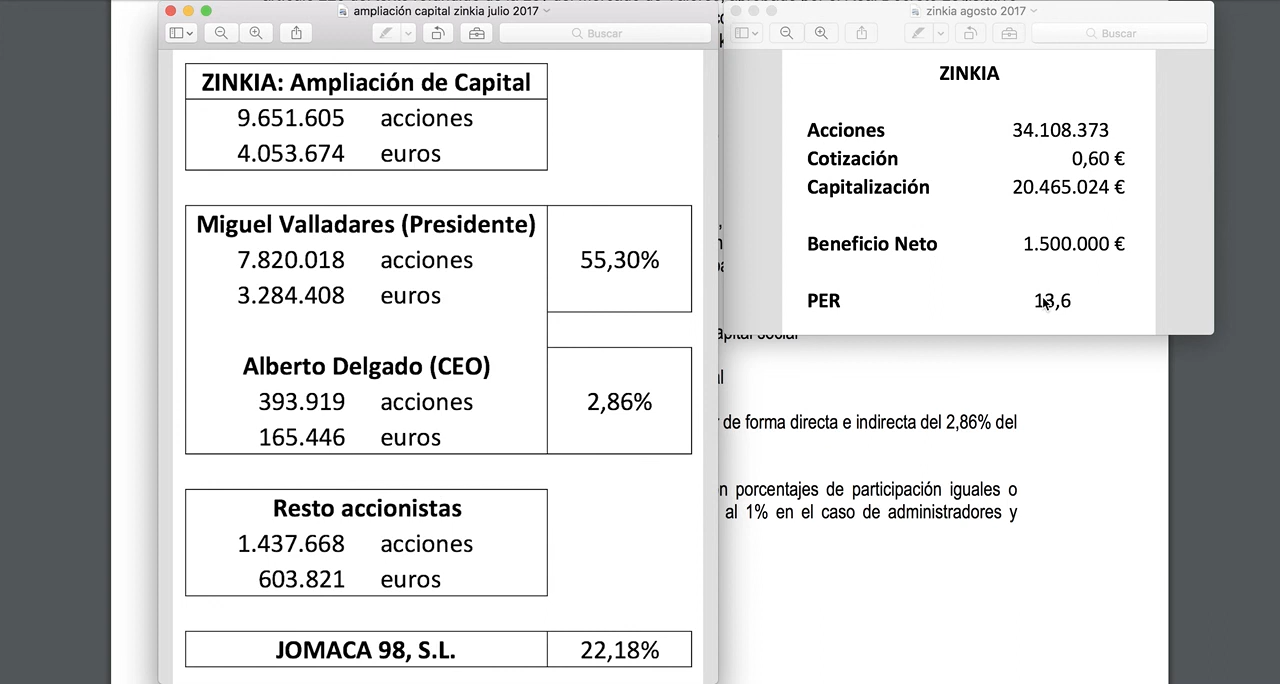 ampliación capital zinkia julio 2017
Buscar
ZINKIA: Ampliación de Capital
9.651.605 acciones
4.053.674 euros
Miguel Valladares (Presidente)
7.820.018 acciones
3.284.408 euros
55,30%
Alberto Delgado (CEO)
393.919 acciones
165.446 euros
2,86%
Resto accionistas
1.437.668 acciones
603.821 euros
JOMACA 98, S.L. 22,18%
zinkia agosto 2017
Buscar
ZINKIA
Acciones 34.108.373
Cotización 0,60 €
Capitalización 20.465.024 €
Beneficio Neto 1.500.000 €
PER 13,6
de forma directa e indirecta del 2,86% del
porcentajes de participación iguales o
al 1% en el caso de administradores y